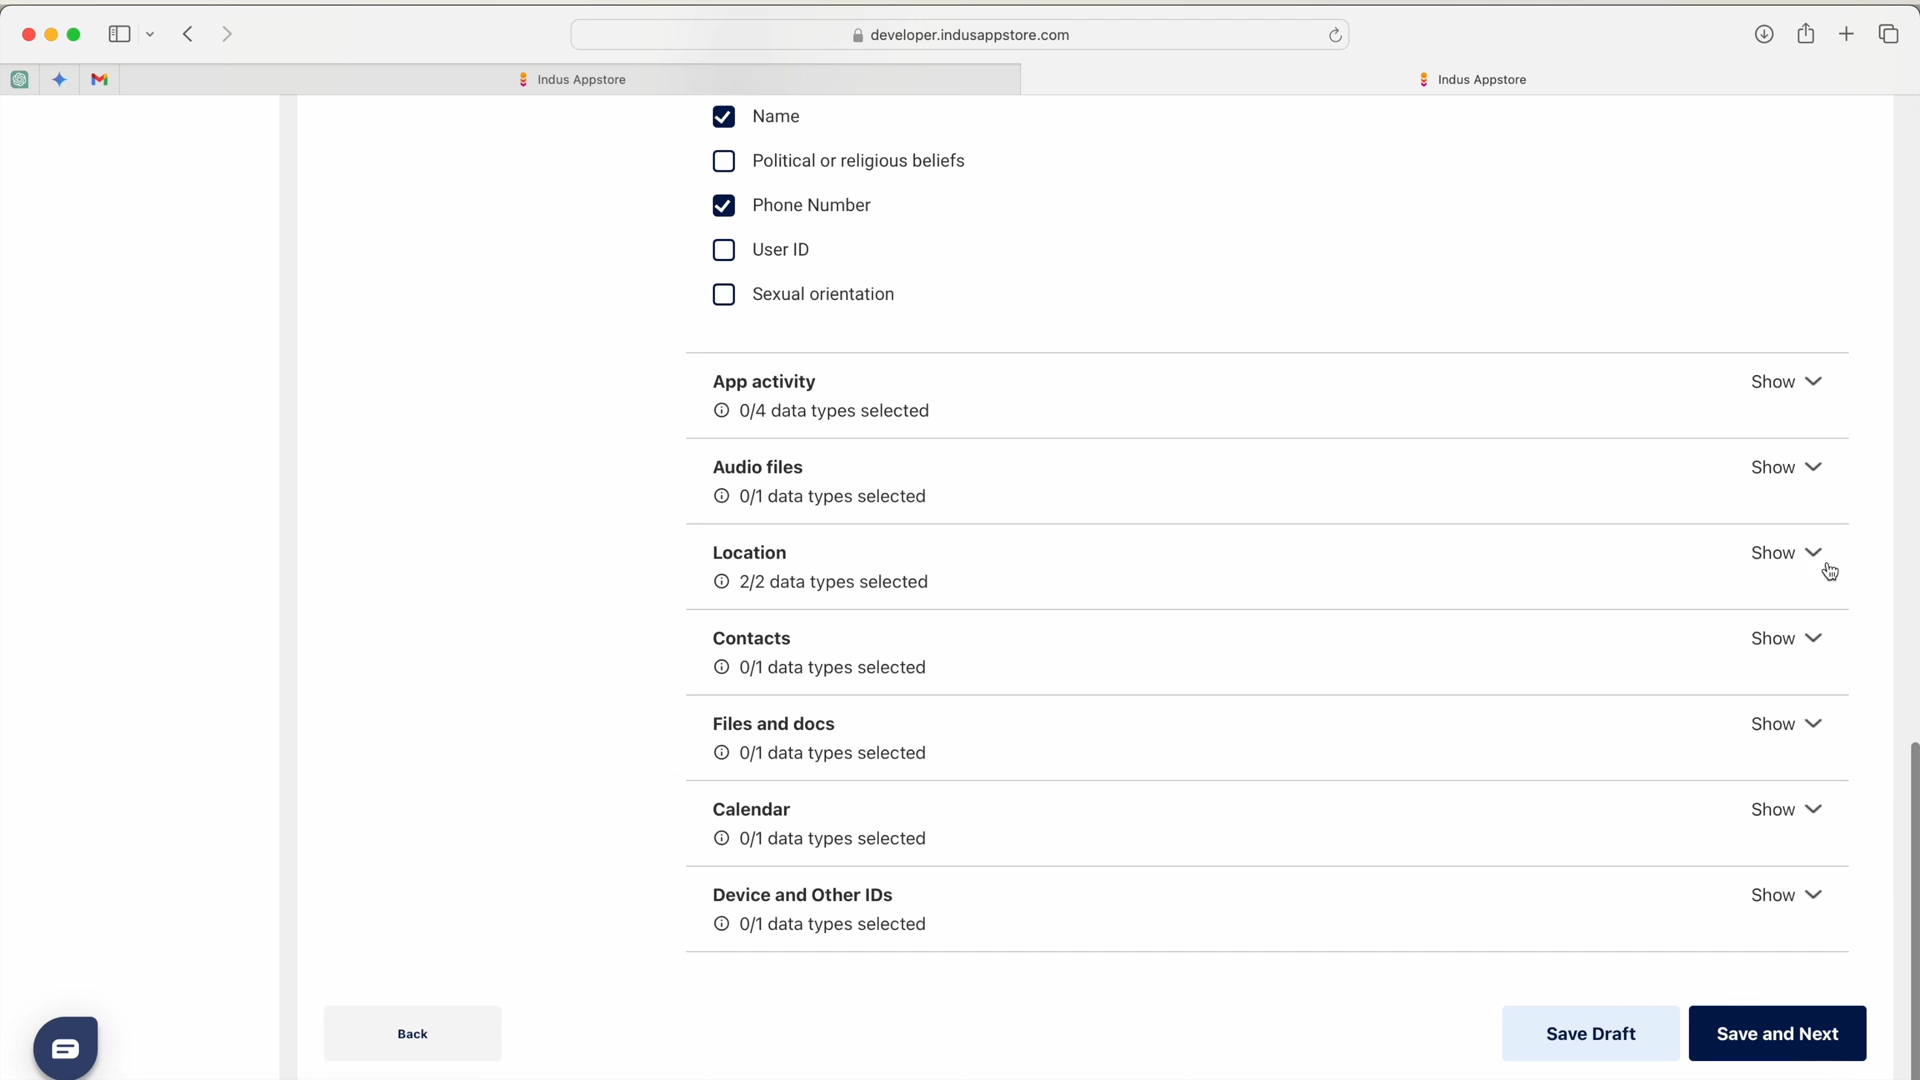 developer.indusappstore.com
Indus Appstore
Indus Appstore
Name
Political or religious beliefs
Phone Number
User ID
Sexual orientation
App activity
Show
0/4 data types selected
Audio files
Show
0/1 data types selected
Location
Show
2/2 data types selected
Contacts
Show
0/1 data types selected
Files and docs
Show
0/1 data types selected
Calendar
Show
0/1 data types selected
Device and Other IDs
Show
0/1 data types selected
Back
Save Draft
Save and Next